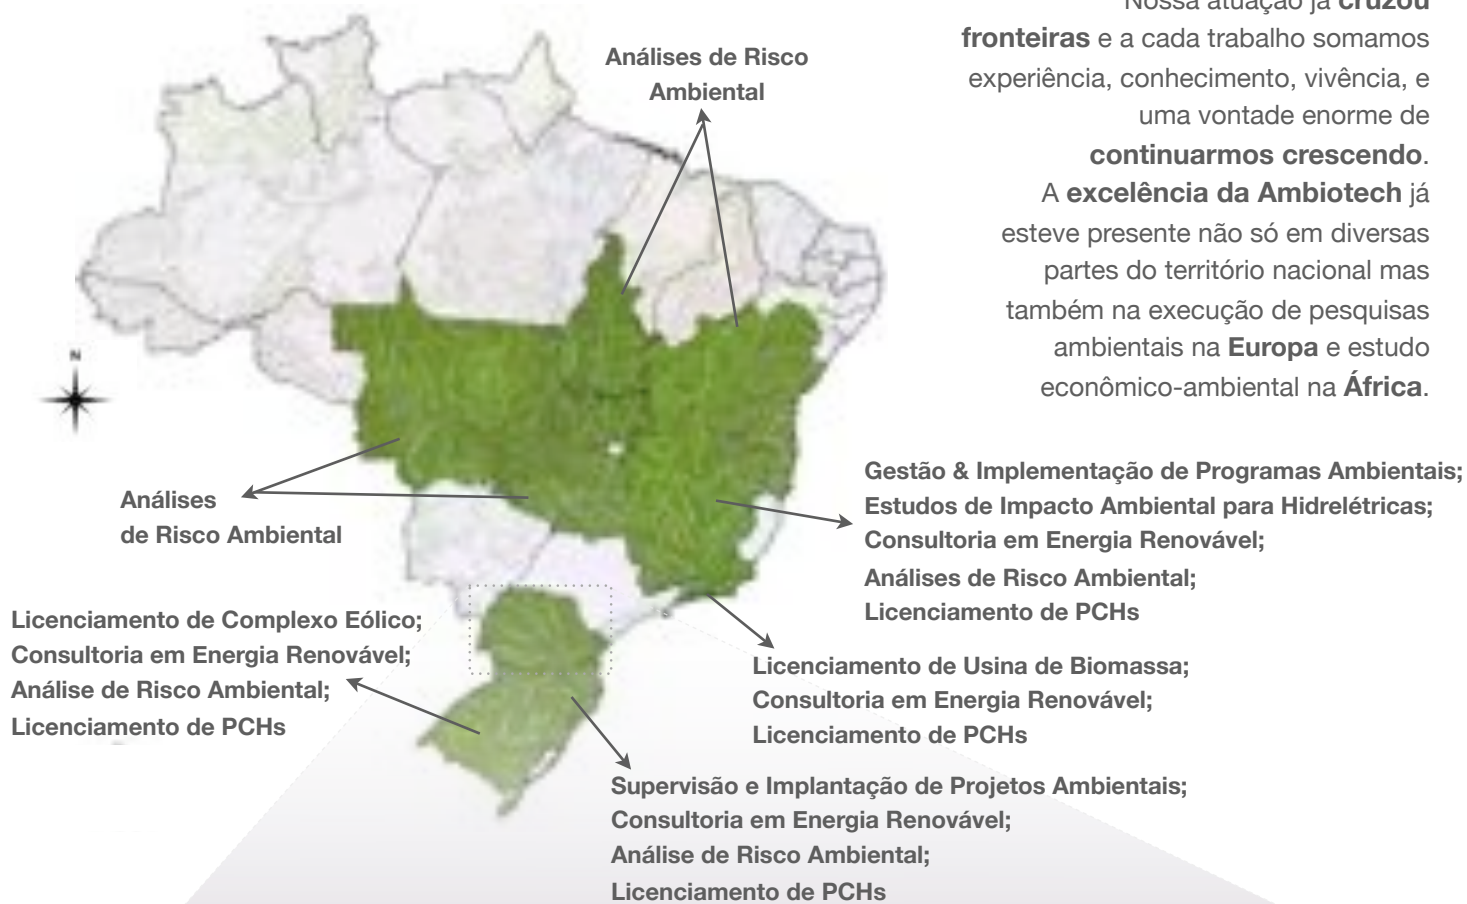 Nossa atuação já cruzou
fronteiras e a cada trabalho somamos
experiência, conhecimento, vivência, e
uma vontade enorme de
continuarmos crescendo.
A excelência da Ambiotech já
esteve presente não só em diversas
partes do território nacional mas
também na execução de pesquisas
ambientais na Europa e estudo
econômico-ambiental na África.
Análises de Risco
Ambiental
N
Análises
de Risco Ambiental
Gestão & Implementação de Programas Ambientais;
Estudos de Impacto Ambiental para Hidrelétricas;
Consultoria em Energia Renovável;
Análises de Risco Ambiental;
Licenciamento de PCHs
Licenciamento de Complexo Eólico;
Consultoria em Energia Renovável;
Análise de Risco Ambiental;
Licenciamento de PCHs
Licenciamento de Usina de Biomassa;
Consultoria em Energia Renovável;
Licenciamento de PCHs
Supervisão e Implantação de Projetos Ambientais;
Consultoria em Energia Renovável;
Análise de Risco Ambiental;
Licenciamento de PCHs